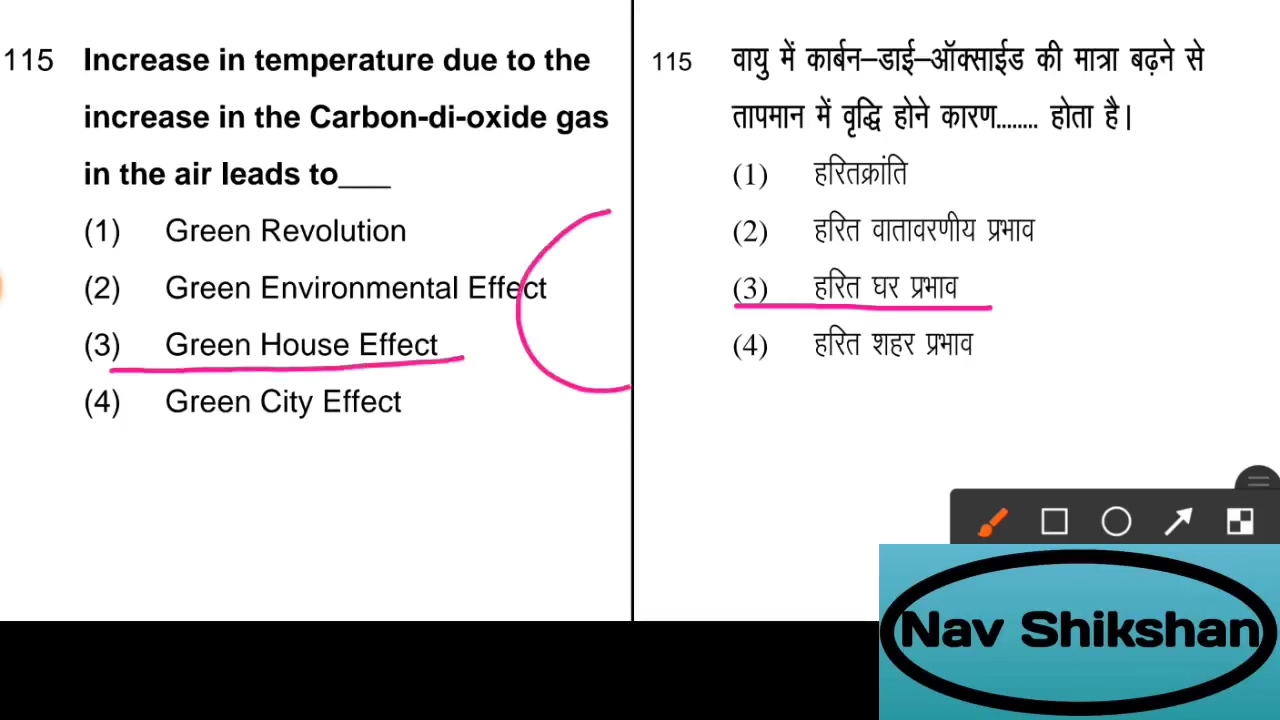 115 Increase in temperature due to the
increase in the Carbon-di-oxide gas
in the air leads to___
(1) Green Revolution
(2) Green Environmental Effect
(3) Green House Effect
(4) Green City Effect
115 वायु में कार्बन–डाई–ऑक्साईड की मात्रा बढ़ने से
तापमान में वृद्धि होने कारण........ होता है।
(1) हरितक्रांति
(2) हरित वातावरणीय प्रभाव
(3) हरित घर प्रभाव
(4) हरित शहर प्रभाव
Nav Shikshan